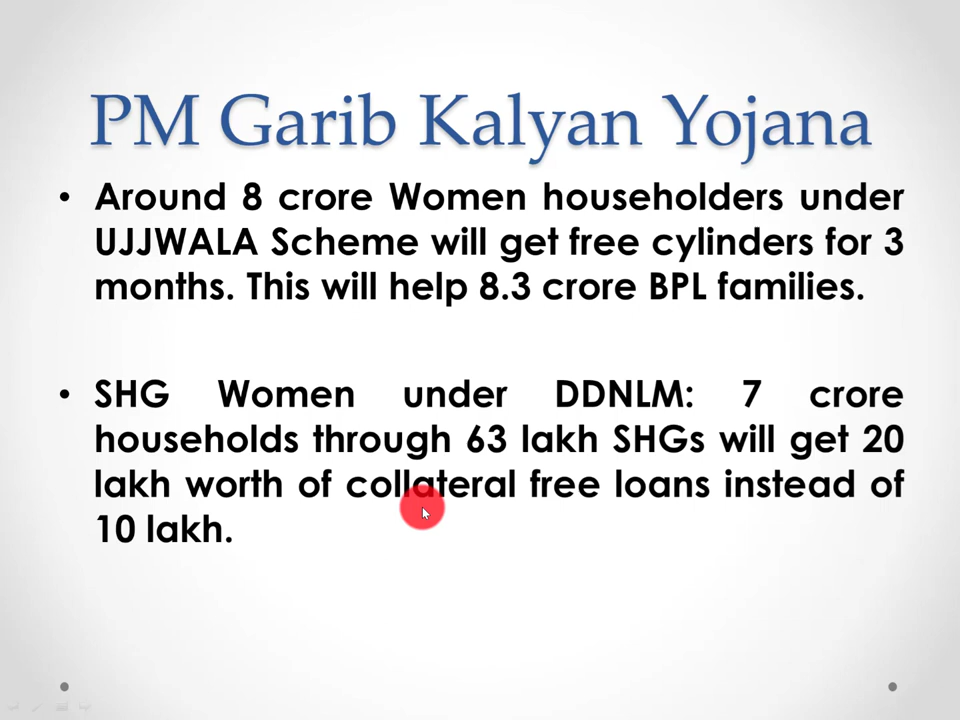 PM Garib Kalyan Yojana
• Around 8 crore Women householders under
UJJWALA Scheme will get free cylinders for 3
months. This will help 8.3 crore BPL families.
• SHG Women under DDNLM: 7 crore
households through 63 lakh SHGs will get 20
lakh worth of collateral free loans instead of
10 lakh.